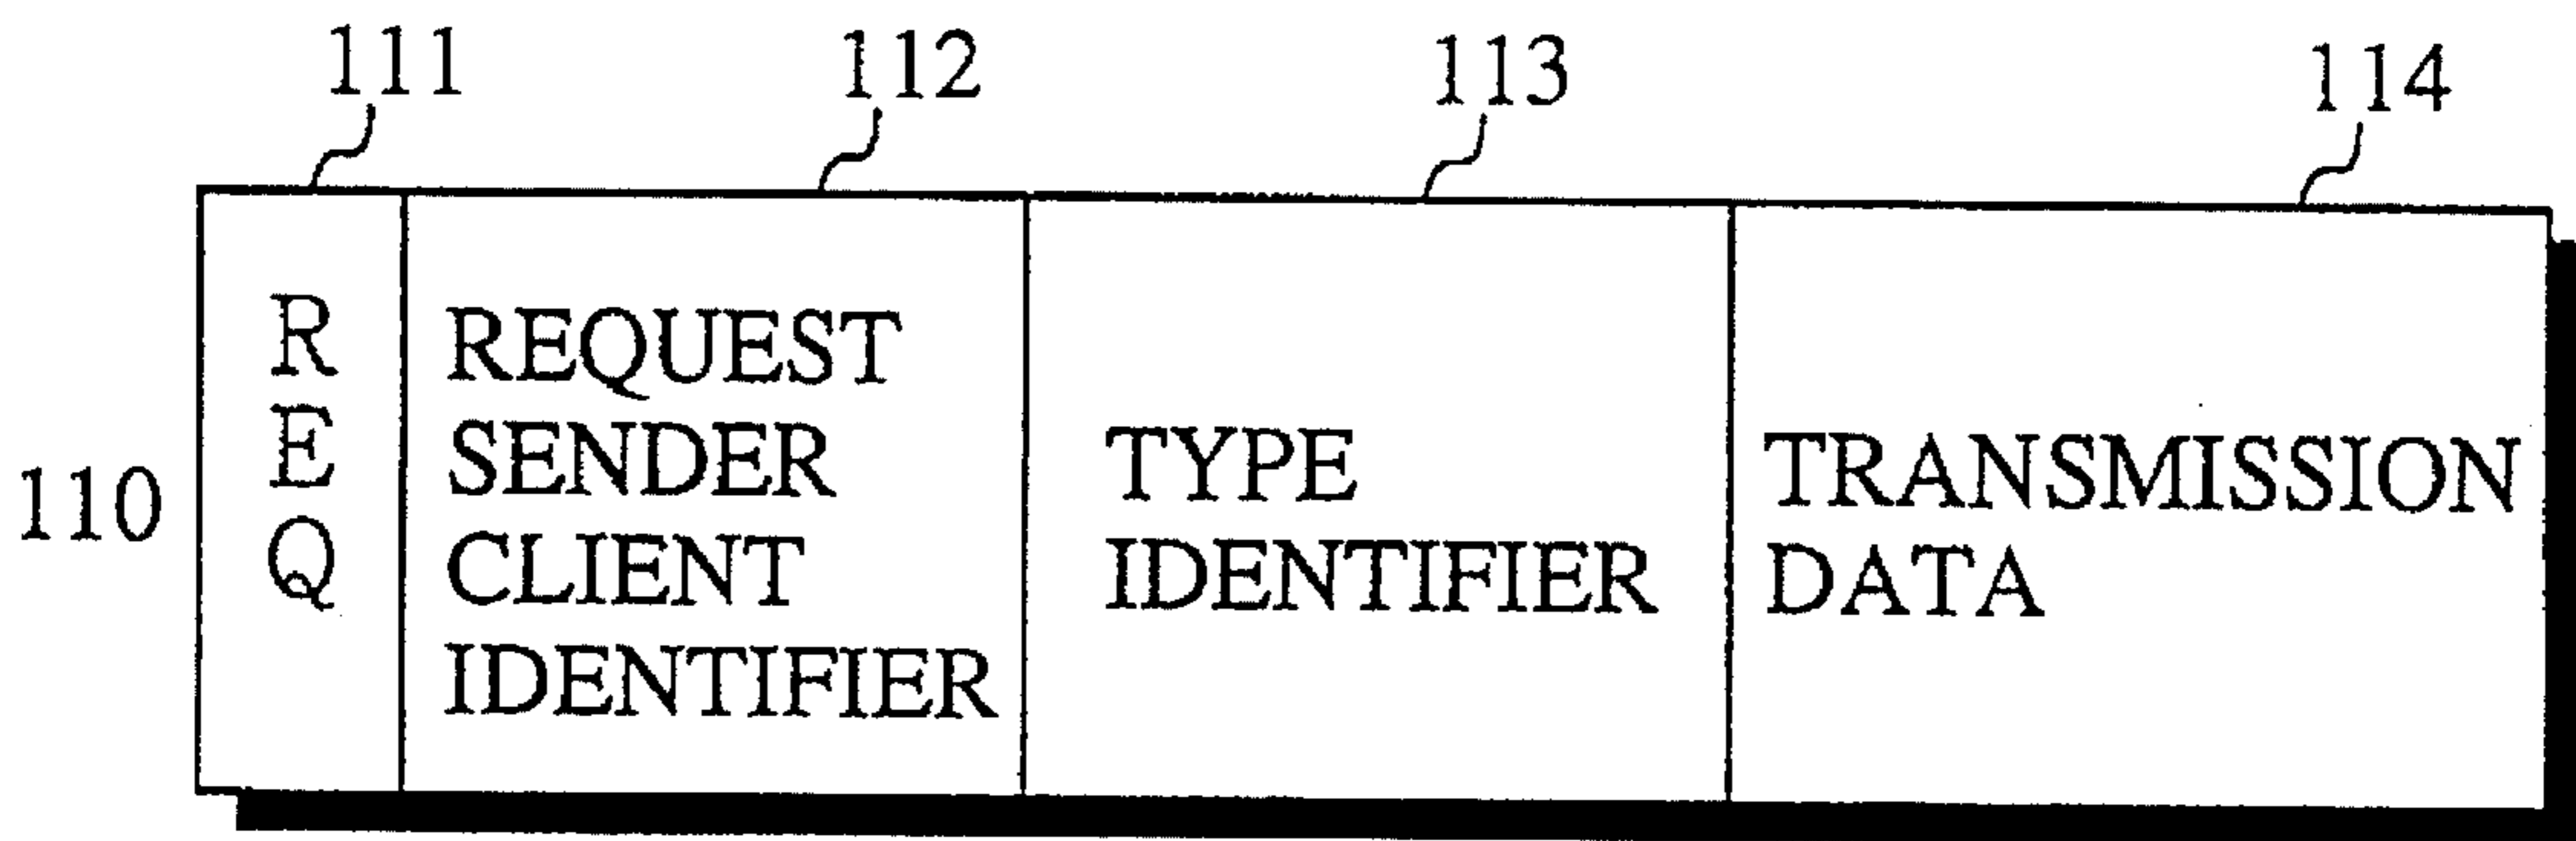 111 112 113 114
110
R
E
Q
REQUEST
SENDER
CLIENT
IDENTIFIER
TYPE
IDENTIFIER
TRANSMISSION
DATA